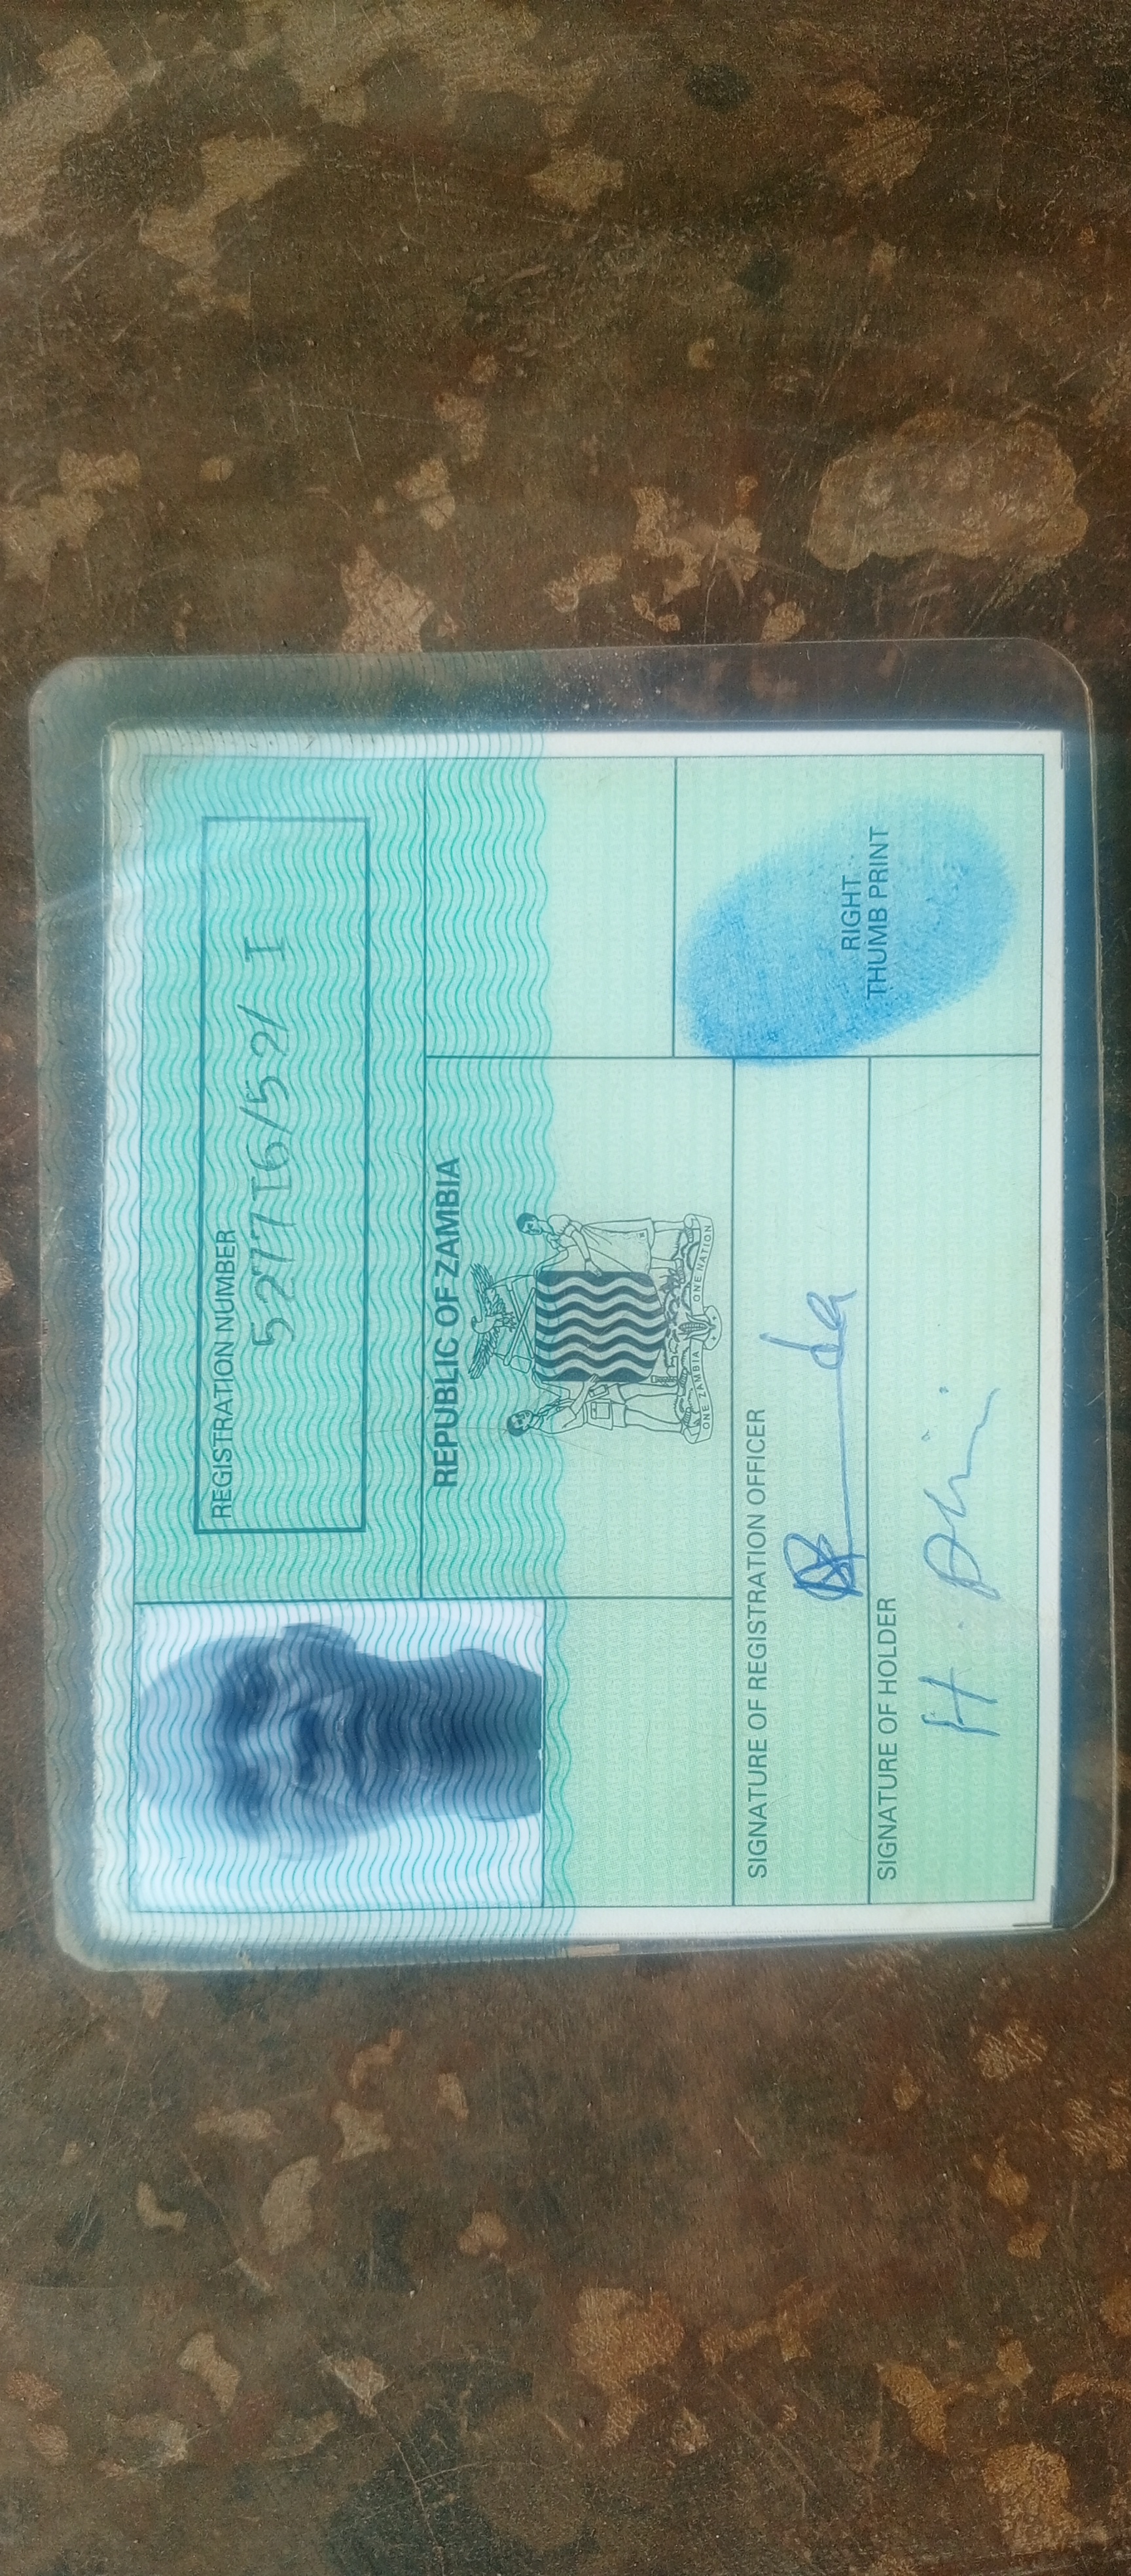 REGISTRATION NUMBER
527716/52/1
REPUBLIC OF ZAMBIA
ONE ZAMBIA ONE NATION
SIGNATURE OF REGISTRATION OFFICER
SIGNATURE OF HOLDER
H.
RIGHT
THUMB PRINT